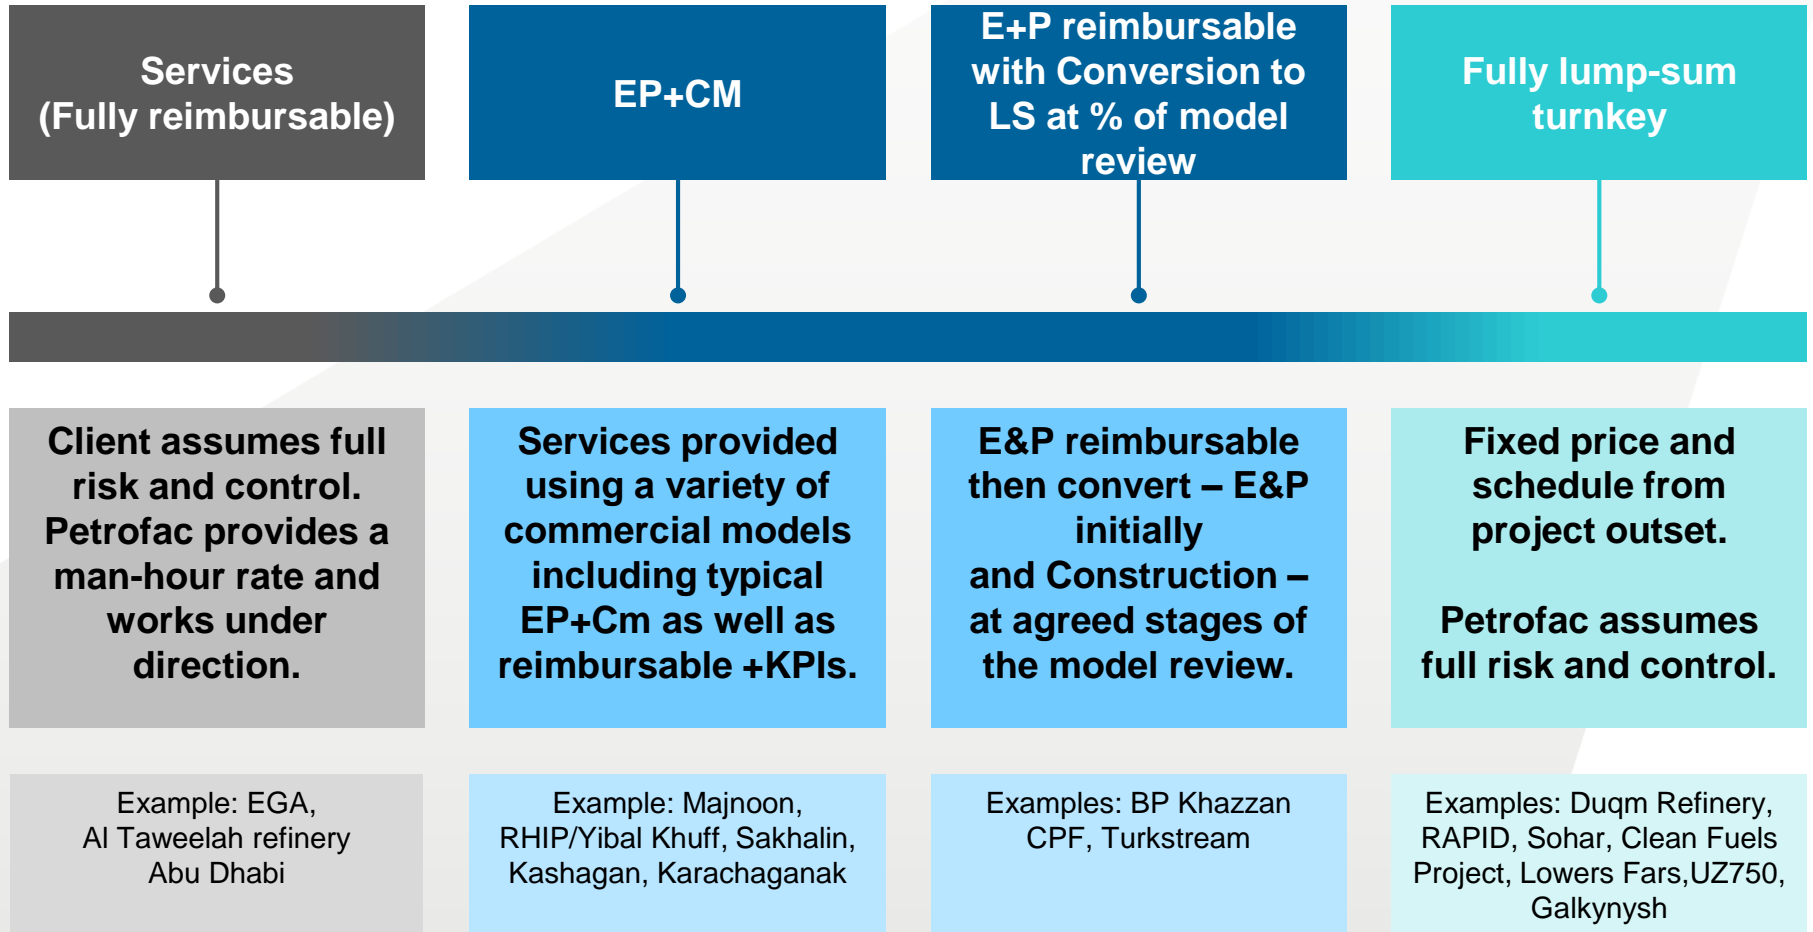 Services
(Fully reimbursable)
EP+CM
E+P reimbursable
with Conversion to
LS at % of model
review
Fully lump-sum
turnkey
Client assumes full
risk and control.
Petrofac provides a
man-hour rate and
works under
direction.
Services provided
using a variety of
commercial models
including typical
EP+Cm as well as
reimbursable +KPIs.
E&P reimbursable
then convert – E&P
initially
and Construction –
at agreed stages of
the model review.
Fixed price and
schedule from
project outset.
Petrofac assumes
full risk and control.
Example: EGA,
Al Taweelah refinery
Abu Dhabi
Example: Majnoon,
RHIP/Yibal Khuff, Sakhalin,
Kashagan, Karachaganak
Examples: BP Khazzan
CPF, Turkstream
Examples: Duqm Refinery,
RAPID, Sohar, Clean Fuels
Project, Lowers Fars,UZ750,
Galkynysh